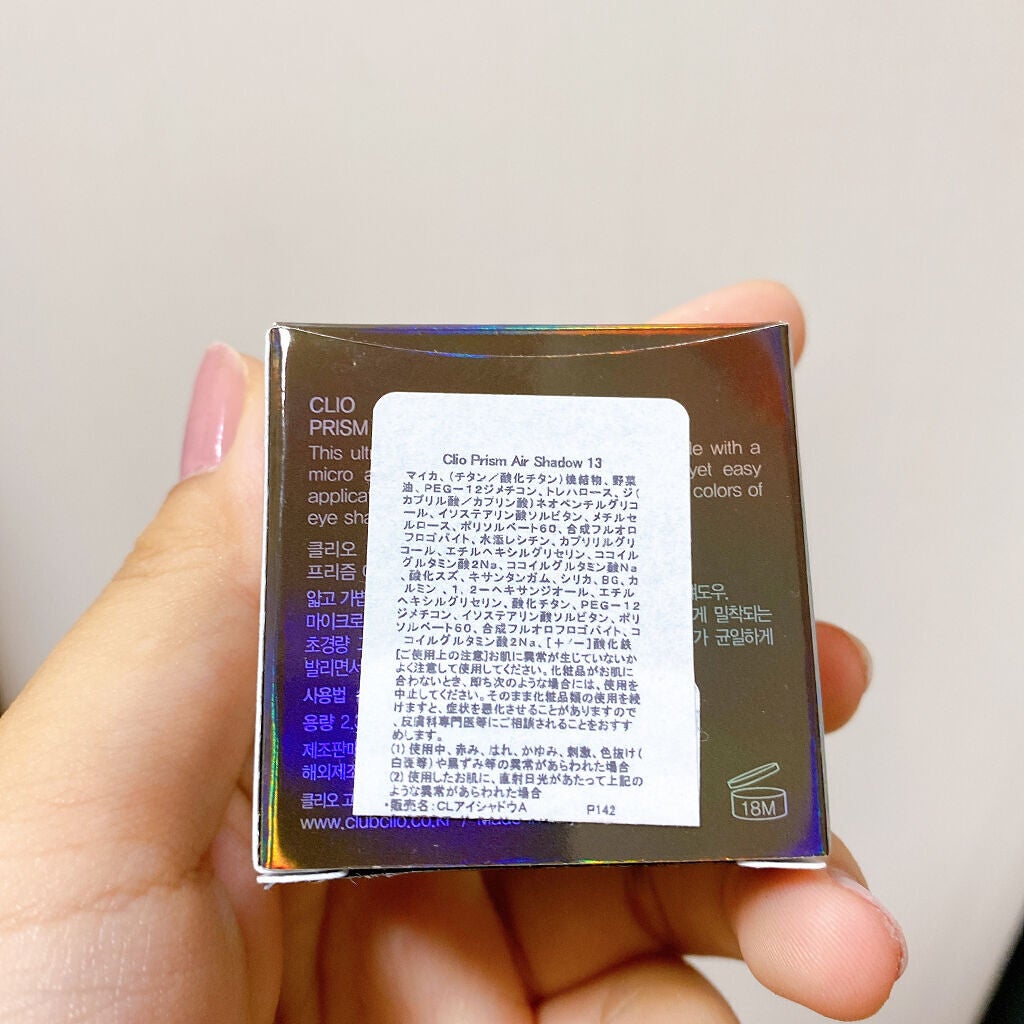 CLIO
PRISM
This ult
le with a
micro a
yet easy
applicat
colors of
eye sha
클리오
프리즘
얇고 가볍
섀도우.
마이크로
게 밀착되는
초경량
가 균일하게
발리면서
사용법
용량 2.
제조판매
해외제조
클리오 고
www.clubclio.co.kr / Made
18M
Clio Prism Air Shadow 13
マイカ、(チタン/酸化チタン)焼結物、野菜
油、PEG-12ジメチコン、トレハロース、ジ(
カプリル酸/カプリン酸)ネオペンチルグリコ
ール、イソステアリン酸ソルビタン、メチルセ
ルロース、ポリソルベート60、合成フルオロ
フロゴパイト、水添レシチン、カプリリルグリ
コール、エチルヘキシルグリセリン、ココイル
グルタミン酸2Na、ココイルグルタミン酸Na
、酸化スズ、キサンタンガム、シリカ、BG、カ
ルミン、1,2-ヘキサンジオール、エチル
ヘキシルグリセリン、酸化チタン、PEG-12
ジメチコン、イソステアリン酸ソルビタン、ポリ
ソルベート60、合成フルオロフロゴパイト、コ
コイルグルタミン酸2Na、[+/-]酸化鉄
[ご使用上の注意]お肌に異常が生じていないか
よく注意して使用してください。化粧品がお肌に
合わないとき、即ち次のような場合には、使用を
中止してください。そのまま化粧品類の使用を続
けますと、症状を悪化させることがありますので
、皮膚科専門医等にご相談されることをおすす
めします。
(1) 使用中、赤み、はれ、かゆみ、刺激、色抜け(
白斑等)や黒ずみ等の異常があらわれた場合
(2) 使用したお肌に、直射日光があたって上記の
ような異常があらわれた場合
・販売名:CLアイシャドウA P142